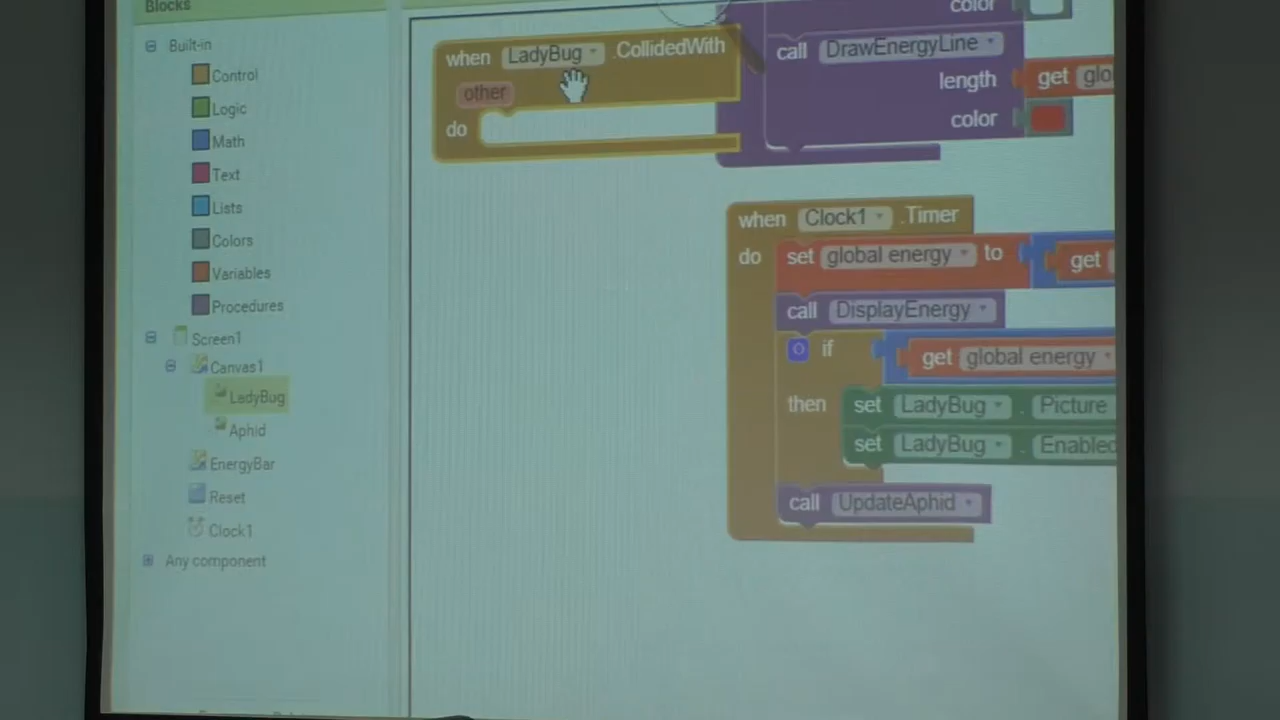 Blocks
Built-in
Control
Logic
Math
Text
Lists
Colors
Variables
Procedures
Screen1
Canvas1
LadyBug
Aphid
EnergyBar
Reset
Clock1
Any component
when LadyBug .CollidedWith
other
do
color
call DrawEnergyLine
length get glo
color
when Clock1 .Timer
do set global energy to get
call DisplayEnergy
if get global energy
then set LadyBug . Picture
set LadyBug . Enabled
call UpdateAphid